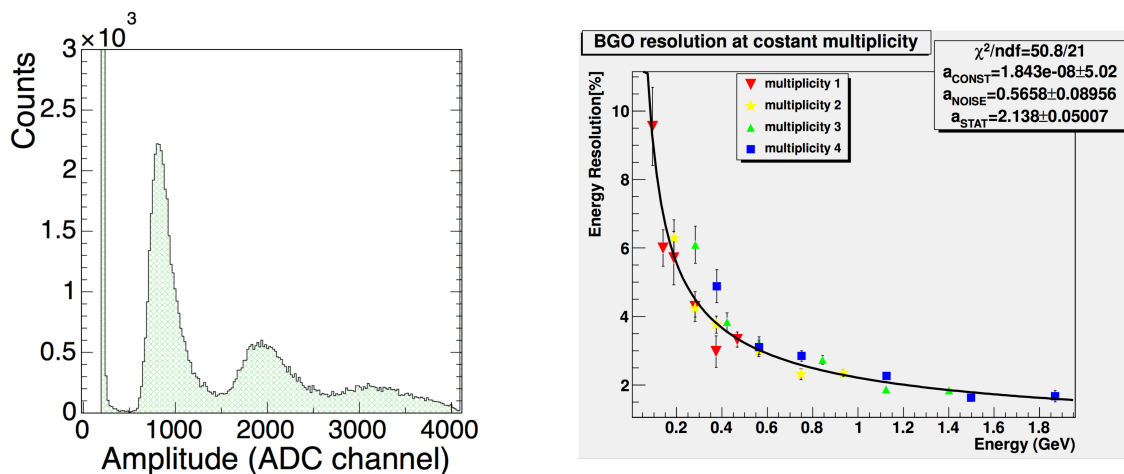 3×10³
Counts
3
2.5
2
1.5
1
0.5
0
0 1000 2000 3000 4000
Amplitude (ADC channel)
BGO resolution at costant multiplicity
χ²/ndf=50.8/21
aCONST=1.843e-08±5.02
aNOISE=0.5658±0.08956
aSTAT=2.138±0.05007
multiplicity 1
multiplicity 2
multiplicity 3
multiplicity 4
Energy Resolution[%]
10
8
6
4
2
0.2 0.4 0.6 0.8 1 1.2 1.4 1.6 1.8
Energy (GeV)